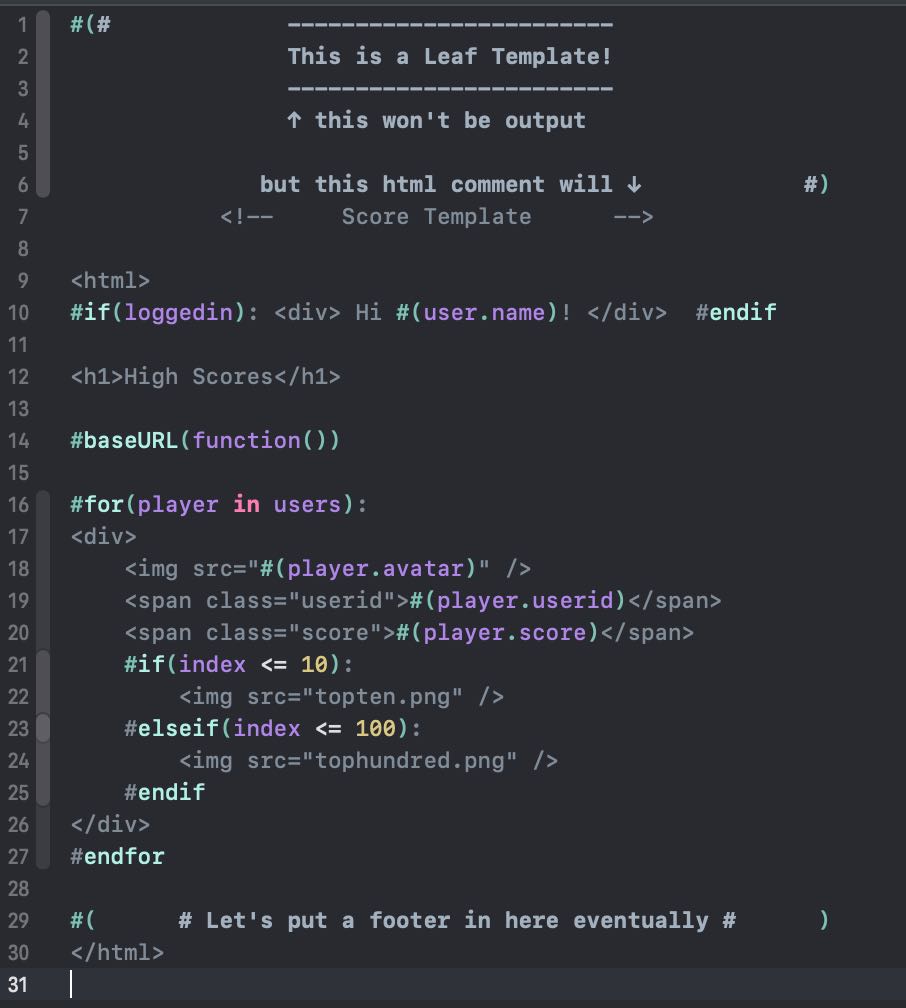 1 #(# ------------------------
2 This is a Leaf Template!
3 ------------------------
4 ↑ this won't be output
5
6 but this html comment will ↓ #)
7 <!-- Score Template -->
8
9 <html>
10 #if(loggedin): <div> Hi #(user.name)! </div> #endif
11
12 <h1>High Scores</h1>
13
14 #baseURL(function())
15
16 #for(player in users):
17 <div>
18 <img src="#(player.avatar)" />
19 <span class="userid">#(player.userid)</span>
20 <span class="score">#(player.score)</span>
21 #if(index <= 10):
22 <img src="topten.png" />
23 #elseif(index <= 100):
24 <img src="tophundred.png" />
25 #endif
26 </div>
27 #endfor
28
29 #( # Let's put a footer in here eventually # )
30 </html>
31